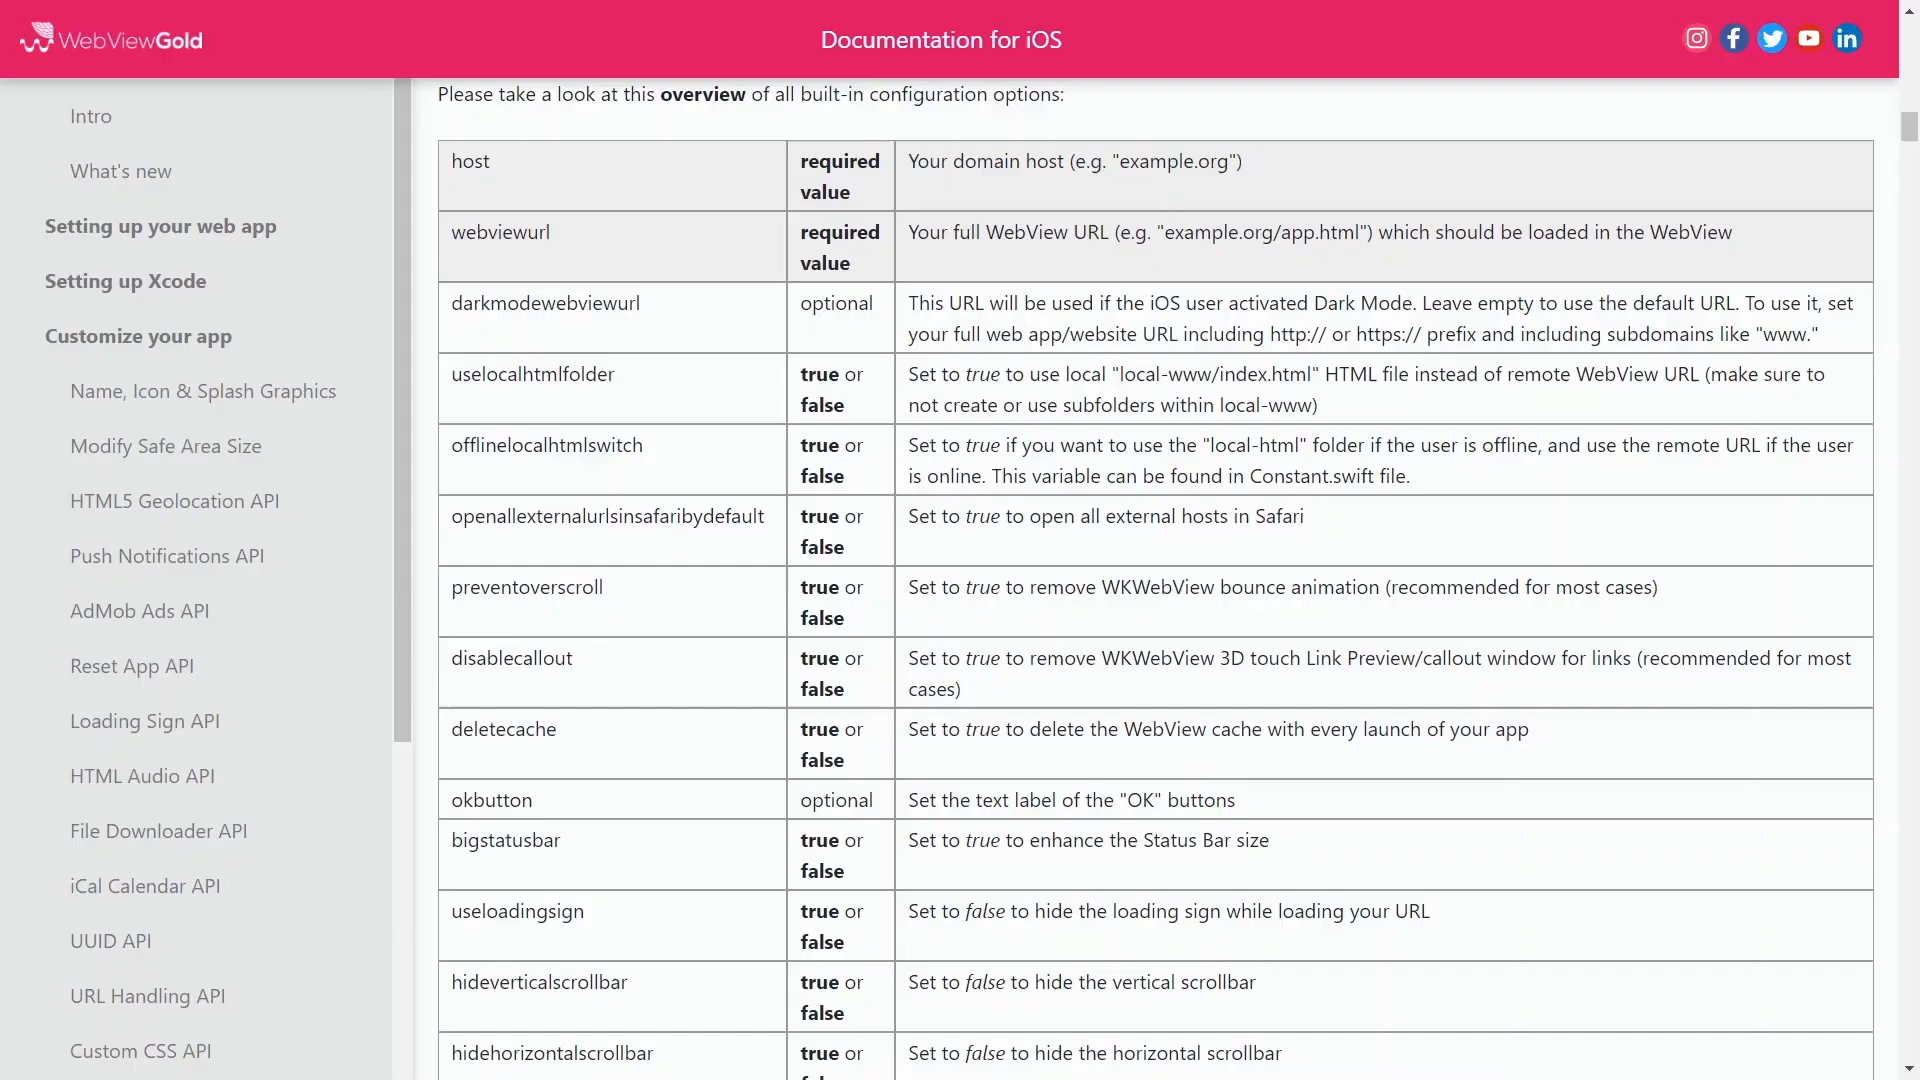 WebViewGold
Documentation for iOS
Intro
What's new
Setting up your web app
Setting up Xcode
Customize your app
Name, Icon & Splash Graphics
Modify Safe Area Size
HTML5 Geolocation API
Push Notifications API
AdMob Ads API
Reset App API
Loading Sign API
HTML Audio API
File Downloader API
iCal Calendar API
UUID API
URL Handling API
Custom CSS API
Please take a look at this overview of all built-in configuration options:
host
required
value
Your domain host (e.g. "example.org")
webviewurl
required
value
Your full WebView URL (e.g. "example.org/app.html") which should be loaded in the WebView
darkmodewebviewurl
optional
This URL will be used if the iOS user activated Dark Mode. Leave empty to use the default URL. To use it, set
your full web app/website URL including http:// or https:// prefix and including subdomains like "www."
uselocalhtmlfolder
true or
false
Set to true to use local "local-www/index.html" HTML file instead of remote WebView URL (make sure to
not create or use subfolders within local-www)
offlinelocalhtmlswitch
true or
false
Set to true if you want to use the "local-html" folder if the user is offline, and use the remote URL if the user
is online. This variable can be found in Constant.swift file.
openallexternalurlsinsafaribydefault
true or
false
Set to true to open all external hosts in Safari
preventoverscroll
true or
false
Set to true to remove WKWebView bounce animation (recommended for most cases)
disablecallout
true or
false
Set to true to remove WKWebView 3D touch Link Preview/callout window for links (recommended for most
cases)
deletecache
true or
false
Set to true to delete the WebView cache with every launch of your app
okbutton
optional
Set the text label of the "OK" buttons
bigstatusbar
true or
false
Set to true to enhance the Status Bar size
useloadingsign
true or
false
Set to false to hide the loading sign while loading your URL
hideverticalscrollbar
true or
false
Set to false to hide the vertical scrollbar
hidehorizontalscrollbar
true or
Set to false to hide the horizontal scrollbar